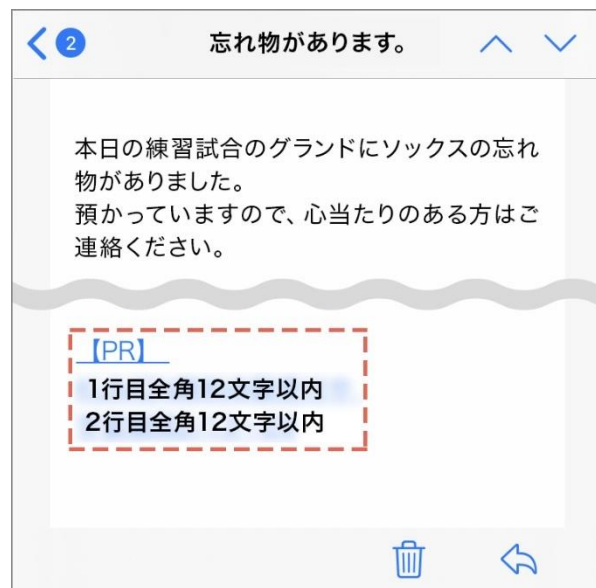 2
忘れ物があります。
本日の練習試合のグランドにソックスの忘れ
物がありました。
預かっていますので、心当たりのある方はご
連絡ください。
【PR】
1行目全角12文字以内
2行目全角12文字以内